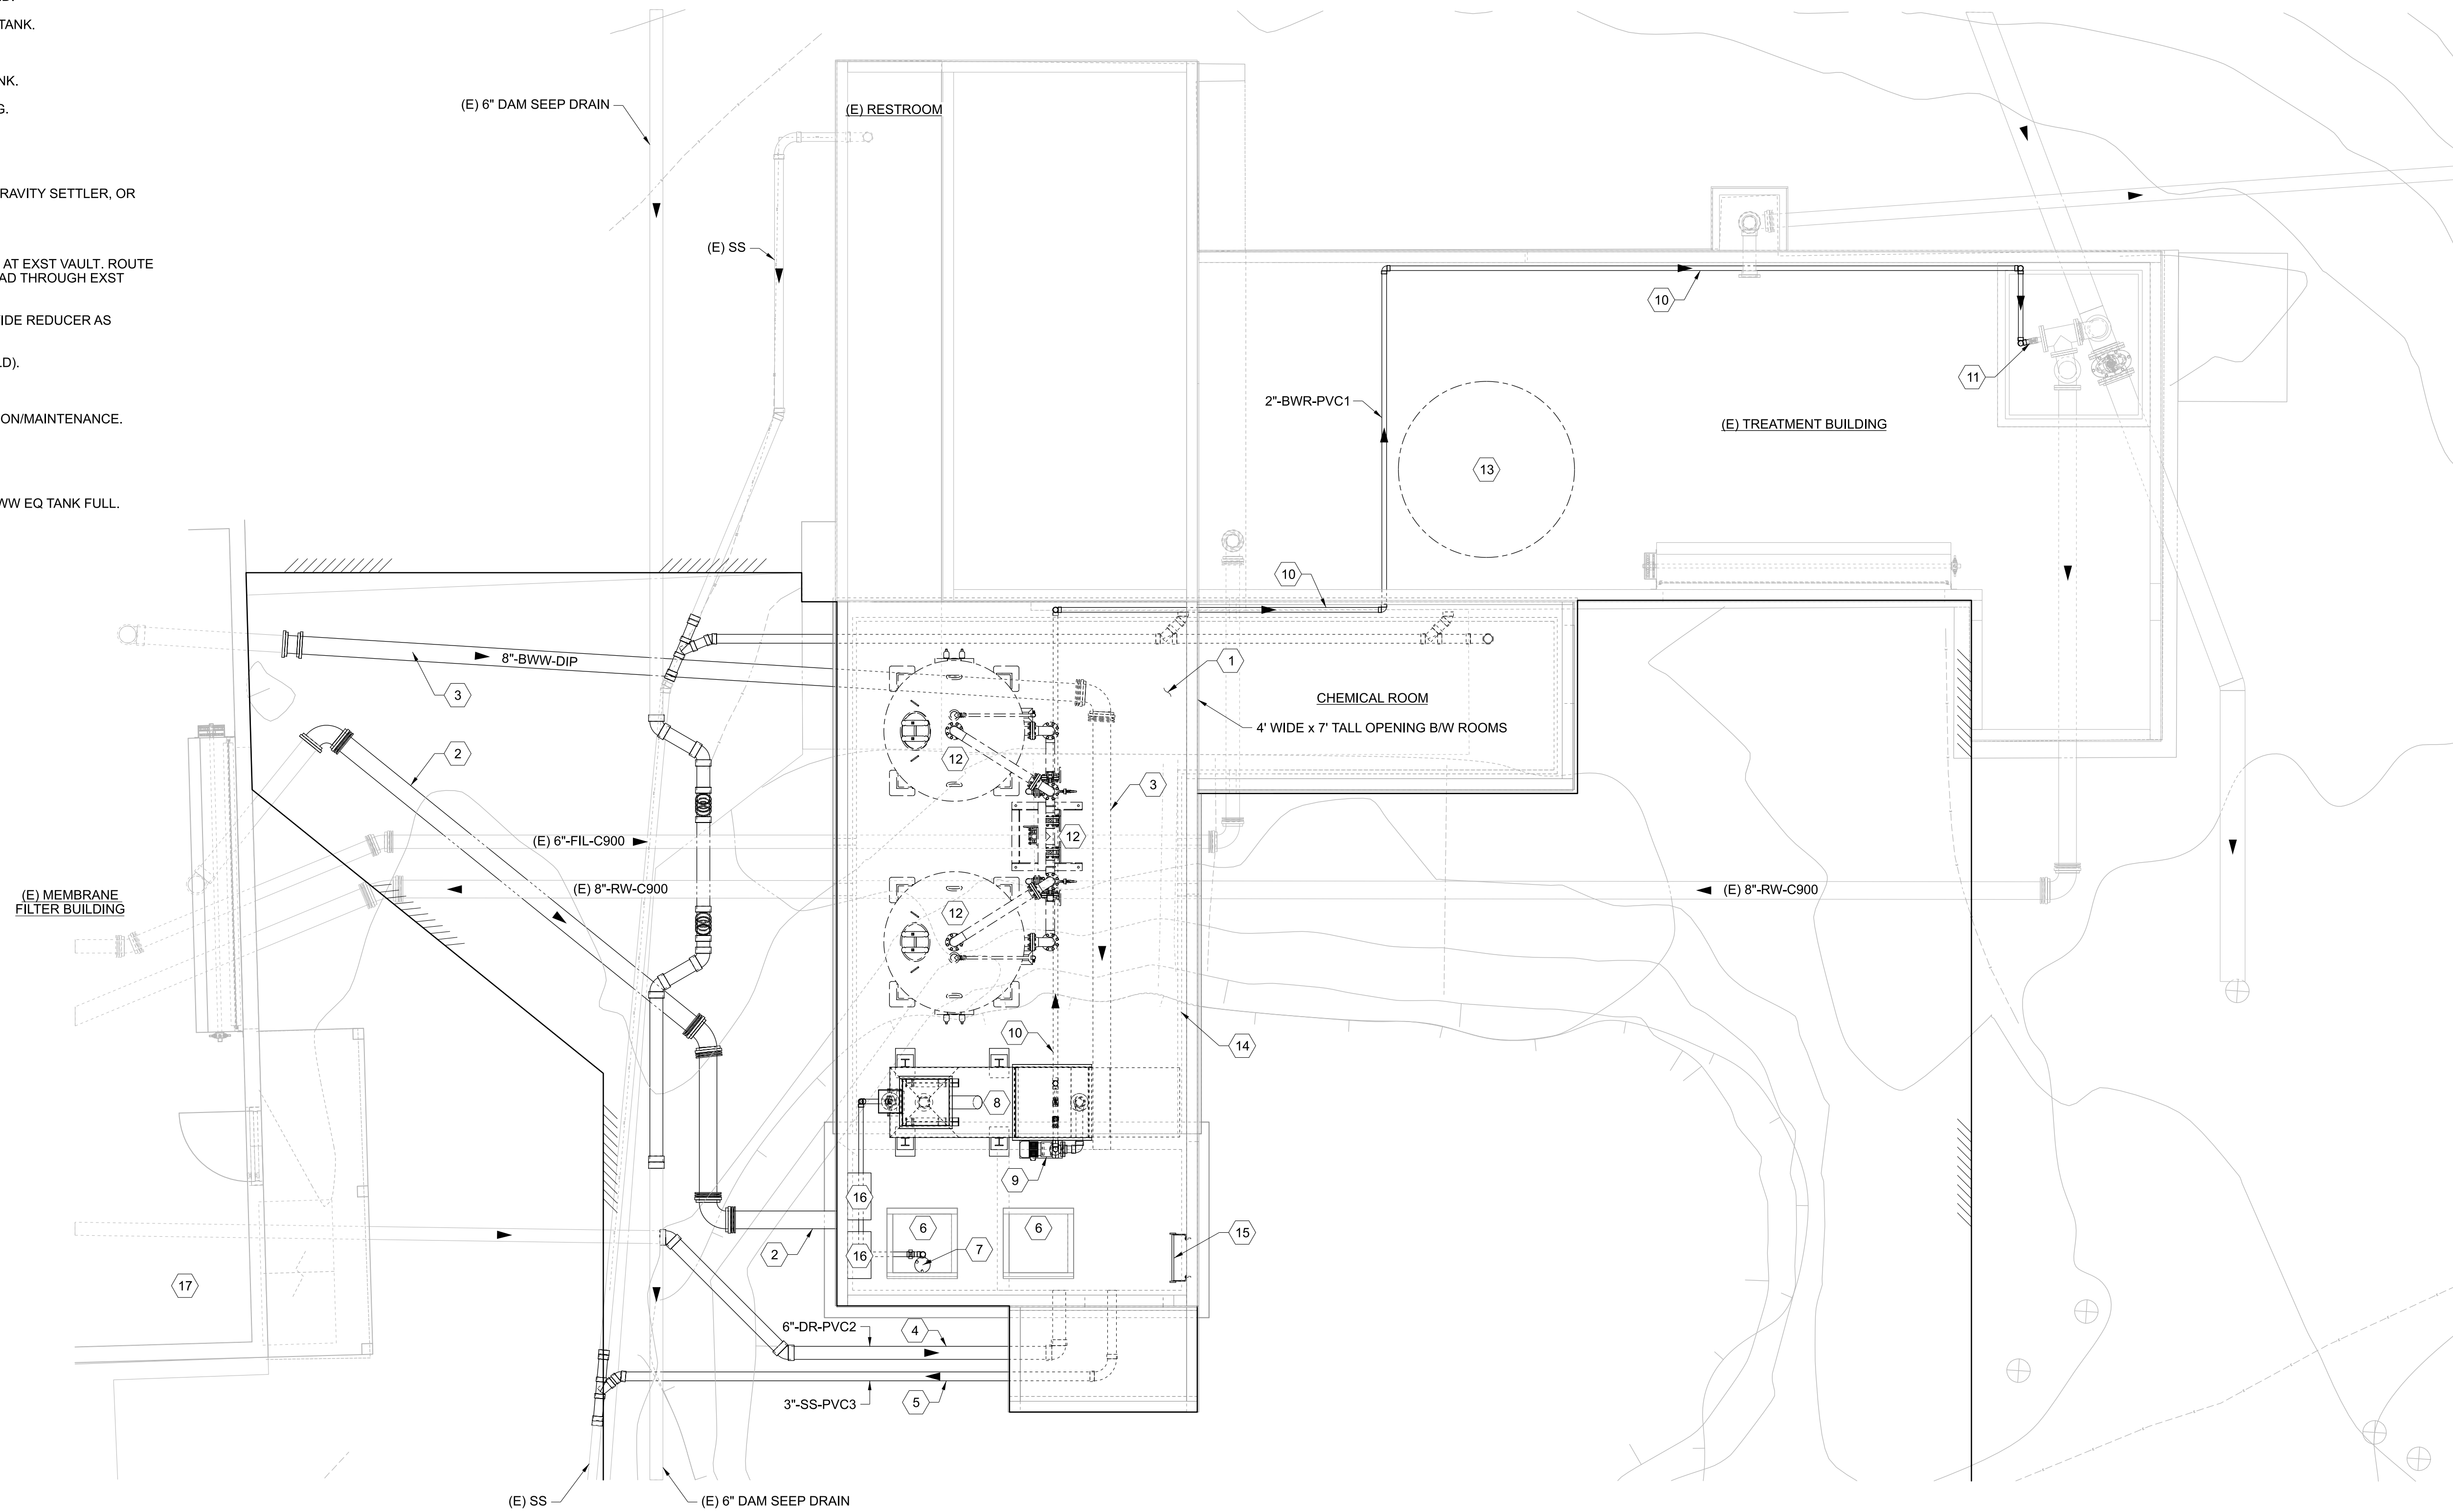 TANK.
NK.
G.
RAVITY SETTLER, OR
AT EXST VAULT. ROUTE
AD THROUGH EXST
IDE REDUCER AS
LD).
ON/MAINTENANCE.
WW EQ TANK FULL.
(E) 6" DAM SEEP DRAIN
(E) RESTROOM
(E) SS
10
11
2"-BWR-PVC1
(E) TREATMENT BUILDING
13
10
8"-BWW-DIP
3
1
CHEMICAL ROOM
4' WIDE x 7' TALL OPENING B/W ROOMS
2
12
3
12
(E) 6"-FIL-C900
(E) 8"-RW-C900
(E) 8"-RW-C900
(E) MEMBRANE
FILTER BUILDING
12
10
14
8
9
16
6
6
15
2
16
7
17
6"-DR-PVC2
4
3"-SS-PVC3
5
(E) SS
(E) 6" DAM SEEP DRAIN